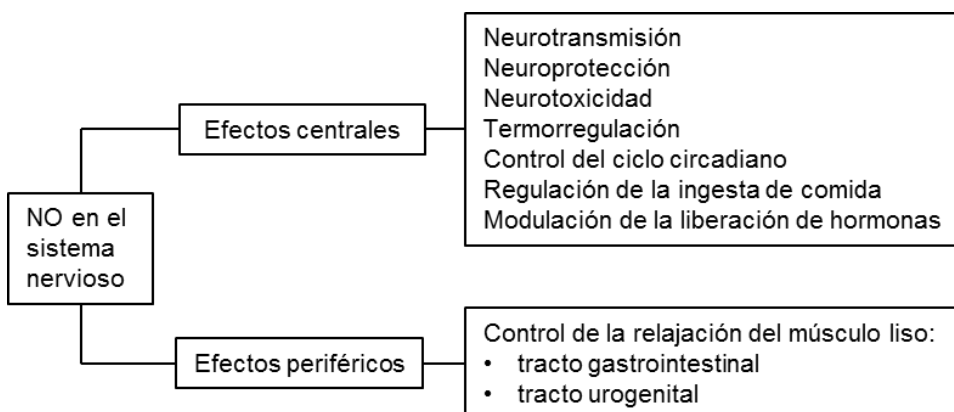 NO en el
sistema
nervioso
Efectos centrales
Neurotransmisión
Neuroprotección
Neurotoxicidad
Termorregulación
Control del ciclo circadiano
Regulación de la ingesta de comida
Modulación de la liberación de hormonas
Efectos periféricos
Control de la relajación del músculo liso:
• tracto gastrointestinal
• tracto urogenital